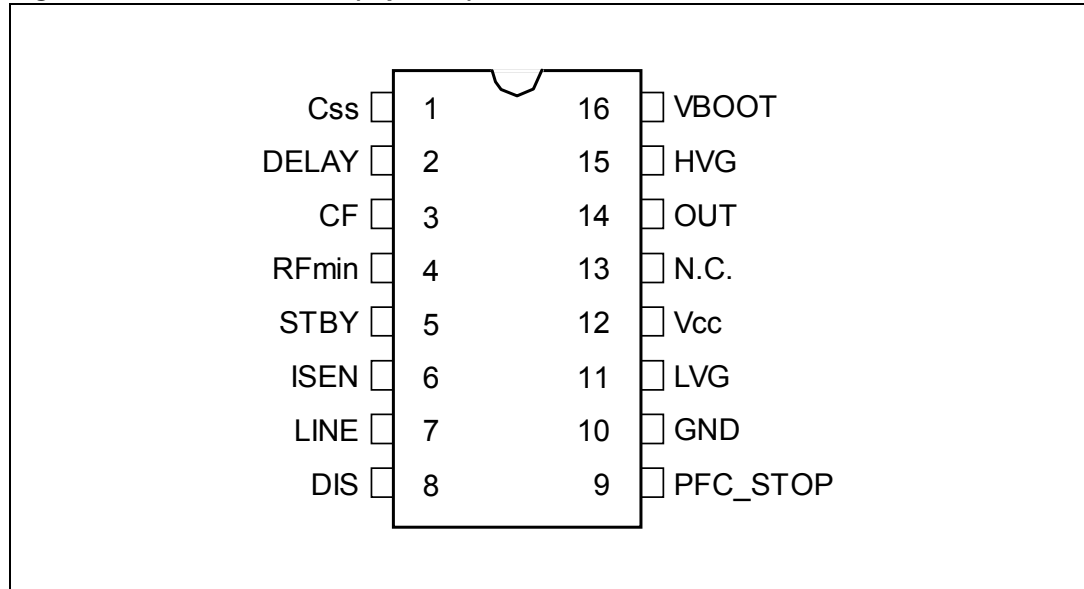 Css 1 16 VBOOT
DELAY 2 15 HVG
CF 3 14 OUT
RFmin 4 13 N.C.
STBY 5 12 Vcc
ISEN 6 11 LVG
LINE 7 10 GND
DIS 8 9 PFC_STOP